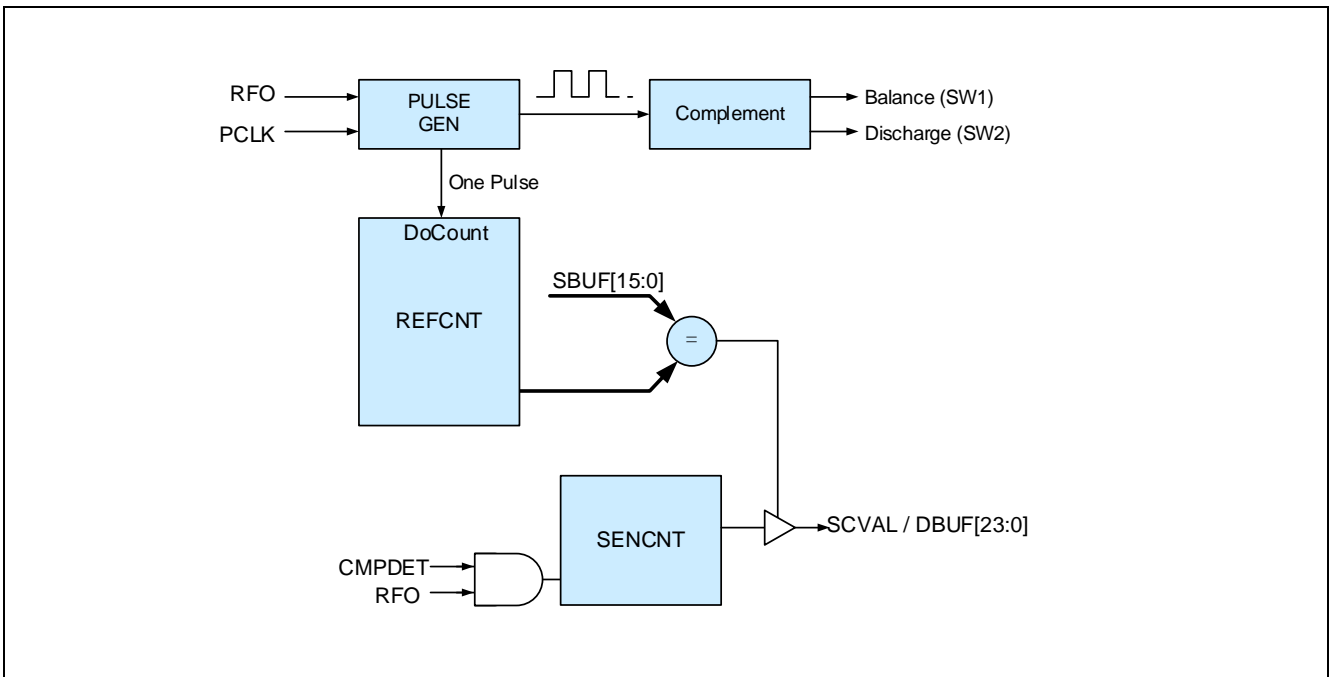 RFO
PULSE
GEN
PCLK
Complement
Balance (SW1)
Discharge (SW2)
One Pulse
DoCount
REFCNT
SBUF[15:0]
=
SENCNT
SCVAL / DBUF[23:0]
CMPDET
RFO